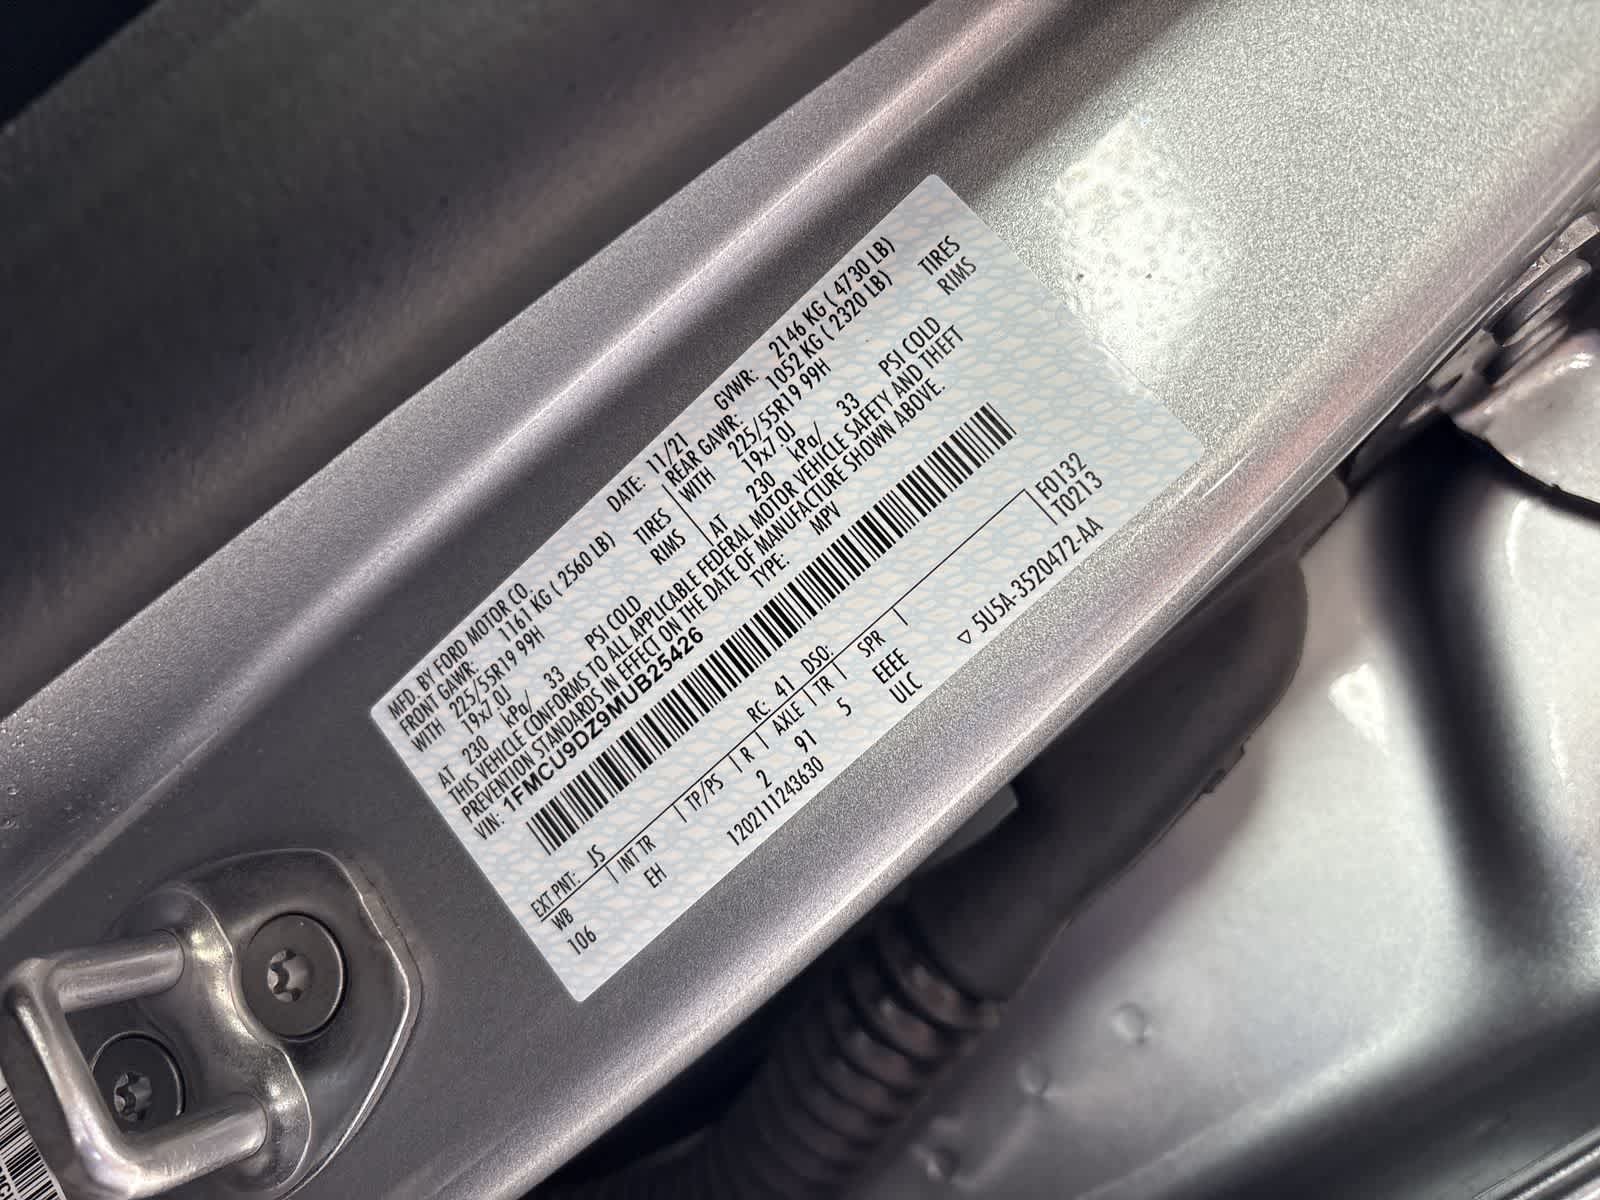 MFD. BY FORD MOTOR CO.
DATE: 11/21 GVWR: 2146 KG ( 4730 LB)
FRONT GAWR: 1161 KG ( 2560 LB) REAR GAWR: 1052 KG ( 2320 LB)
WITH 225/55R19 99H TIRES WITH 225/55R19 99H TIRES
19x7.0J RIMS 19x7.0J RIMS
AT 230 kPa/ 33 PSI COLD AT 230 kPa/ 33 PSI COLD
THIS VEHICLE CONFORMS TO ALL APPLICABLE FEDERAL MOTOR VEHICLE SAFETY AND THEFT
PREVENTION STANDARDS IN EFFECT ON THE DATE OF MANUFACTURE SHOWN ABOVE.
VIN: 1FMCU9DZ9MUB25426 TYPE: MPV
EXT PNT: JS RC: 41 DSO: F0132
WB INT TR TP/PS R AXLE TR SPR T0213
106 EH 2 91 5 EEEE
1202111243630 ULC ▽ 5U5A-3520472-AA